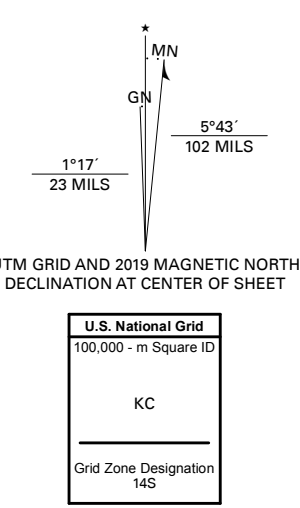 ★
MN
GN
5°43´
102 MILS
1°17´
23 MILS
UTM GRID AND 2019 MAGNETIC NORTH
DECLINATION AT CENTER OF SHEET
U.S. National Grid
100,000 - m Square ID
KC
Grid Zone Designation
14S